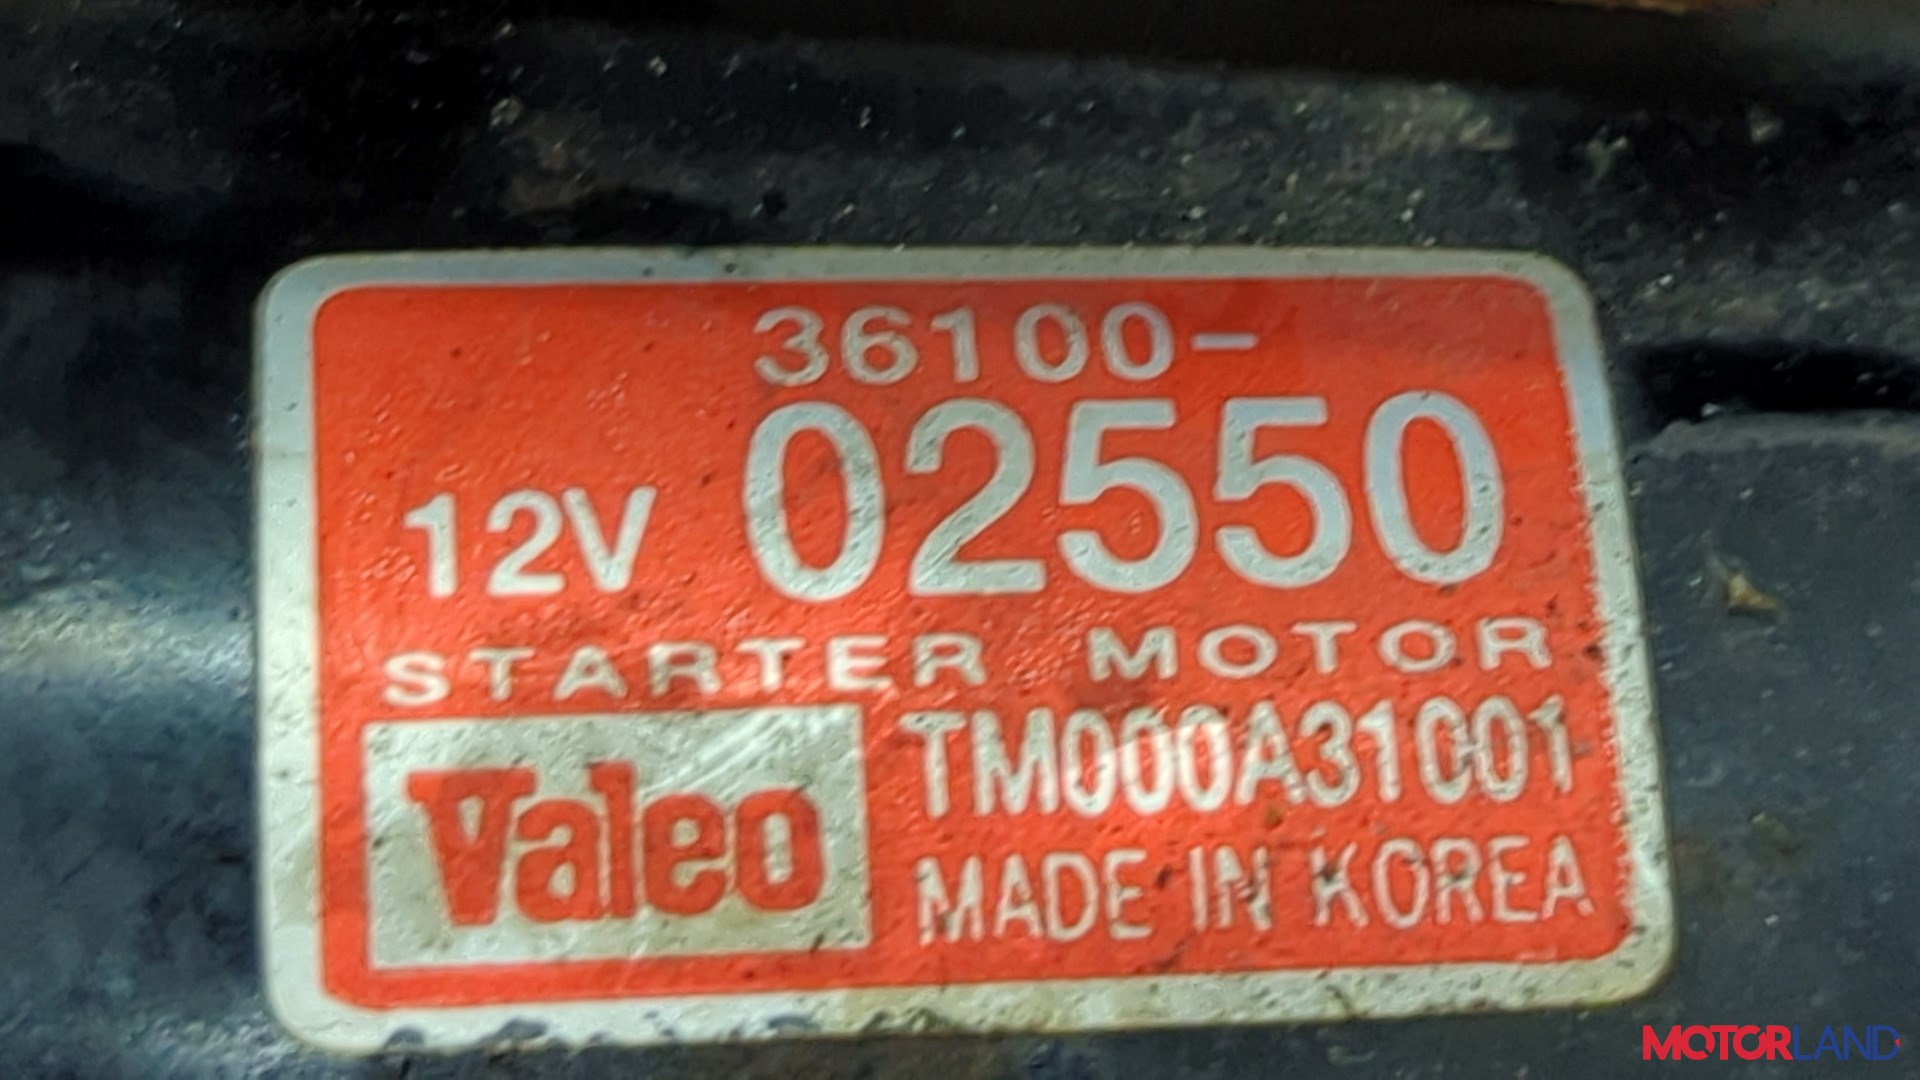 36100-
12V 02550
STARTER MOTOR
Valeo TM000A31001
MADE IN KOREA
MOTORLAND